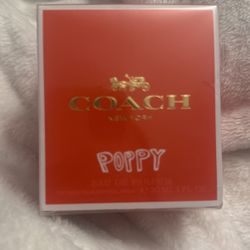 COACH
NEW YORK
POPPY
EAU DE PARFUM